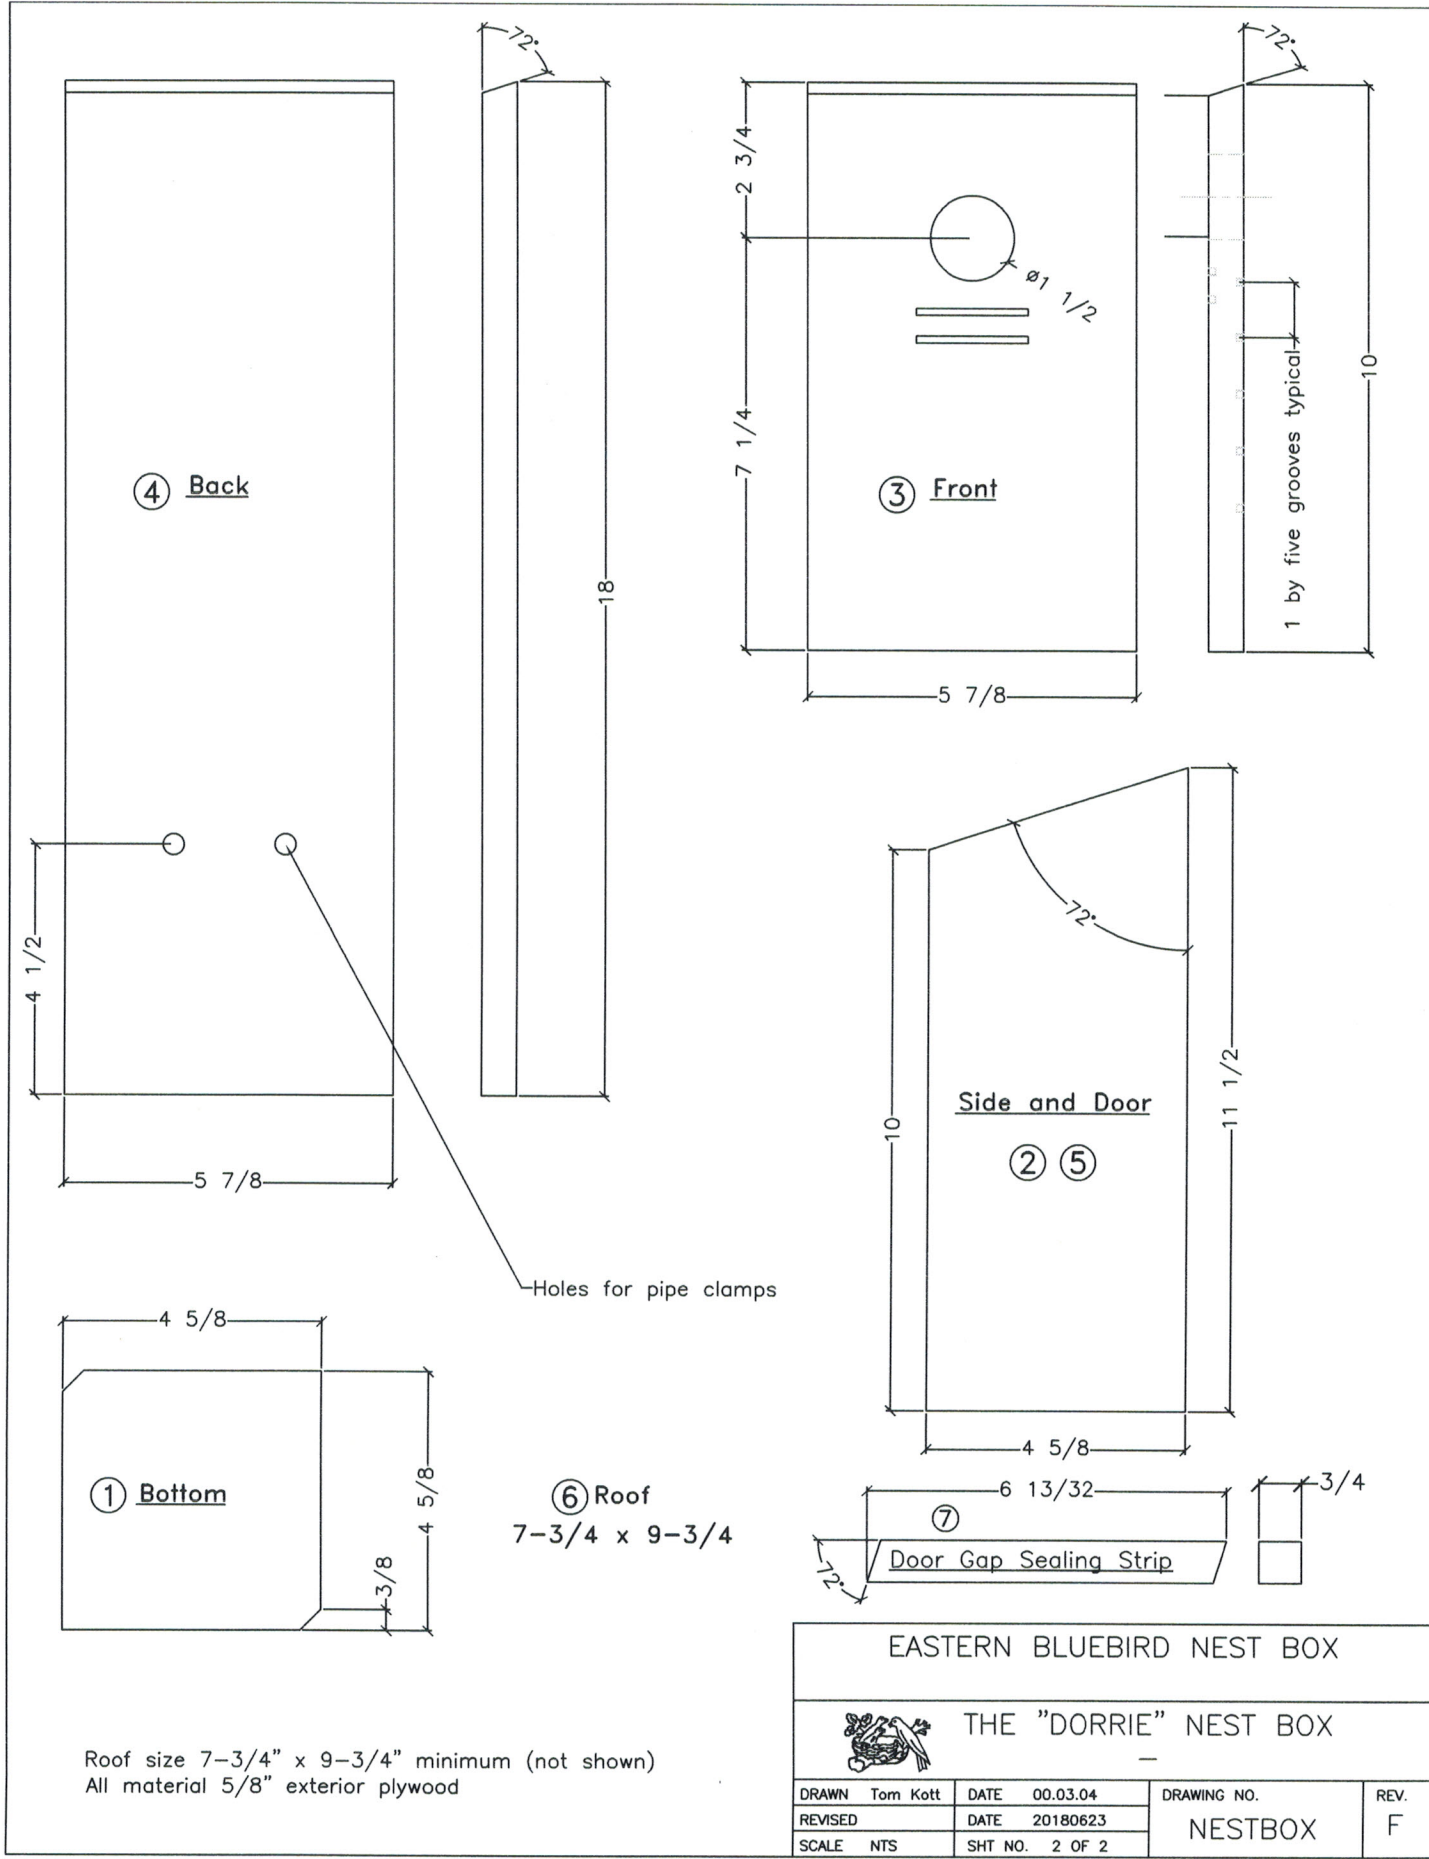 72°
72°
2 3/4
ø1 1/2
7 1/4
10
1 by five grooves typical
18
④ Back
③ Front
5 7/8
4 1/2
72°
10
11 1/2
Side and Door
② ⑤
5 7/8
Holes for pipe clamps
4 5/8
4 5/8
4 5/8
3/8
① Bottom
⑥ Roof
7-3/4 x 9-3/4
6 13/32
3/4
⑦
Door Gap Sealing Strip
72°
EASTERN BLUEBIRD NEST BOX
THE "DORRIE" NEST BOX
–
Roof size 7-3/4" x 9-3/4" minimum (not shown)
All material 5/8" exterior plywood
DRAWN Tom Kott DATE 00.03.04 DRAWING NO. REV.
REVISED DATE 20180623 NESTBOX F
SCALE NTS SHT NO. 2 OF 2